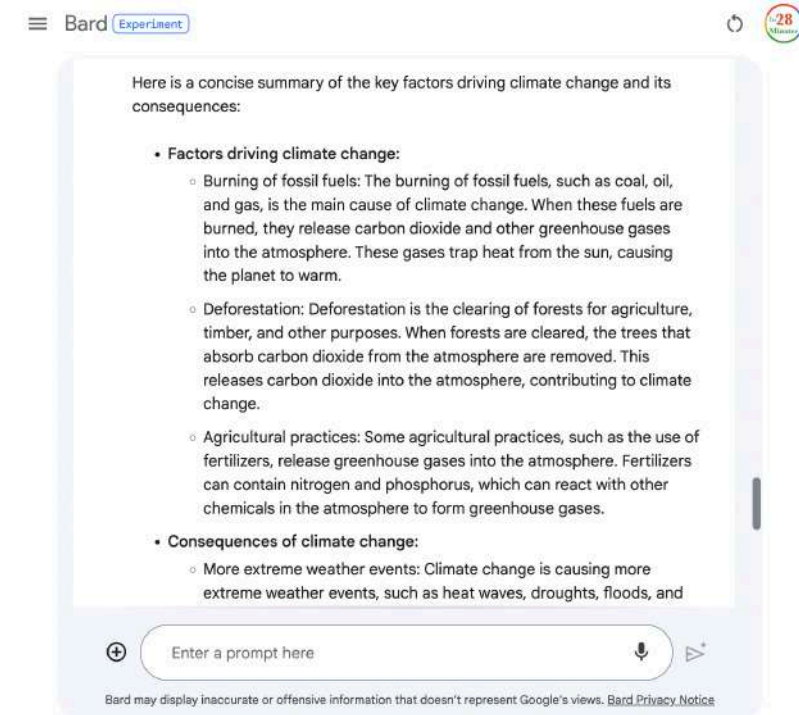 Bard Experiment
28
Minutes
Here is a concise summary of the key factors driving climate change and its
consequences:
• Factors driving climate change:
◦ Burning of fossil fuels: The burning of fossil fuels, such as coal, oil,
and gas, is the main cause of climate change. When these fuels are
burned, they release carbon dioxide and other greenhouse gases
into the atmosphere. These gases trap heat from the sun, causing
the planet to warm.
◦ Deforestation: Deforestation is the clearing of forests for agriculture,
timber, and other purposes. When forests are cleared, the trees that
absorb carbon dioxide from the atmosphere are removed. This
releases carbon dioxide into the atmosphere, contributing to climate
change.
◦ Agricultural practices: Some agricultural practices, such as the use of
fertilizers, release greenhouse gases into the atmosphere. Fertilizers
can contain nitrogen and phosphorus, which can react with other
chemicals in the atmosphere to form greenhouse gases.
• Consequences of climate change:
◦ More extreme weather events: Climate change is causing more
extreme weather events, such as heat waves, droughts, floods, and
Enter a prompt here
Bard may display inaccurate or offensive information that doesn't represent Google's views. Bard Privacy Notice